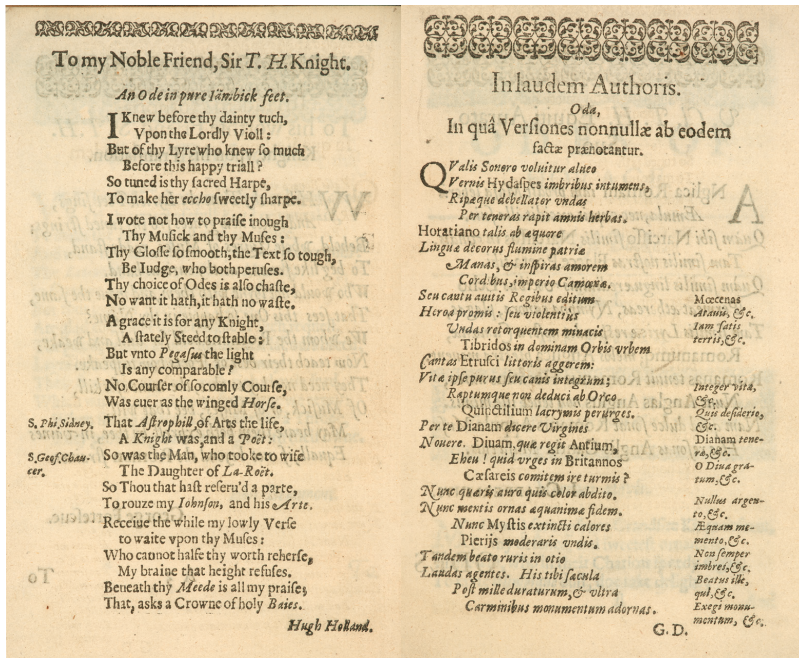 To my Noble Friend, Sir T. H. Knight.
An Ode in pure Iämbick feet.
I Knew before thy dainty tuch,
Vpon the Lordly Violl:
But of thy Lyre who knew so much
Before this happy triall?
So tuned is thy sacred Harpe,
To make her eccho sweetly sharpe.
I wote not how to praise inough
Thy Musick and thy Muses:
Thy Glosse so smooth, the Text so tough,
Be Iudge, who both peruses.
Thy choice of Odes is also chaste,
No want it hath, it hath no waste.
A grace it is for any Knight,
A stately Steed to stable:
But vnto Pegasus the light
Is any comparable?
No Courser of so comly Course,
Was euer as the winged Horse.
S. Phi. Sidney.
That Astrophill, of Arts the life,
A Knight was, and a Poët:
S. Geof. Chau-
cer.
So was the Man, who tooke to wife
The Daughter of La-Roët.
So Thou that hast reseru'd a parte,
To rouze my Iohnson, and his Arte.
Receiue the while my lowly Verse
to waite vpon thy Muses:
Who cannot halfe thy worth reherse,
My braine that height refuses.
Beneath thy Meede is all my praise,
That, asks a Crowne of holy Baies.
Hugh Holland.
To
In laudem Authoris.
Oda,
In quâ Versiones nonnullæ ab eodem
factæ prænotantur.
QValis Sonoro voluitur alueo
Vernis Hydaspes imbribus intumens,
Ripæque debellator vndas
Per teneras rapit amnis herbas.
Horatiano talis ab æquore
Linguæ decorus flumine patriæ
Manas, & inspiras amorem
Cordibus, imperio Camœnæ.
Seu cantu auitis Regibus editum
Mœcenas
Atauis, &c.
Heroa promis: seu violentiùs
Vndas retorquentem minacis
Iam satis
terris, &c.
Tibridos in dominam Orbis vrbem
Cantas Etrusci littoris aggerem:
Vitæ ipse purus seu canis integrum;
Integer vitæ,
&c.
Raptumque non deduci ab Orco
Quinctilium lacrymis perurges.
Quis desiderio,
&c.
Per te Dianam dicere Virgines
Dianam tene-
ræ, &c.
Nouere. Diuam, quæ regit Antium,
O Diua gra-
tum, &c.
Eheu! quid vrges in Britannos
Cæsareis comitem ire turmis?
Nunc quæris auro quis color abdito.
Nullus argen-
to, &c.
Nunc mentis ornas æquanimæ fidem.
Æquam me-
mento, &c.
Nunc Mystis extincti calores
Pierijs moderaris vndis.
Non semper
imbres, &c.
Tandem beato ruris in otio
Beatus ille,
qui, &c.
Laudas agentes. His tibi sæcula
Post mille duraturum, & vltra
Exegi monu-
mentum, &c.
Carminibus monumentum adornas.
G. D.